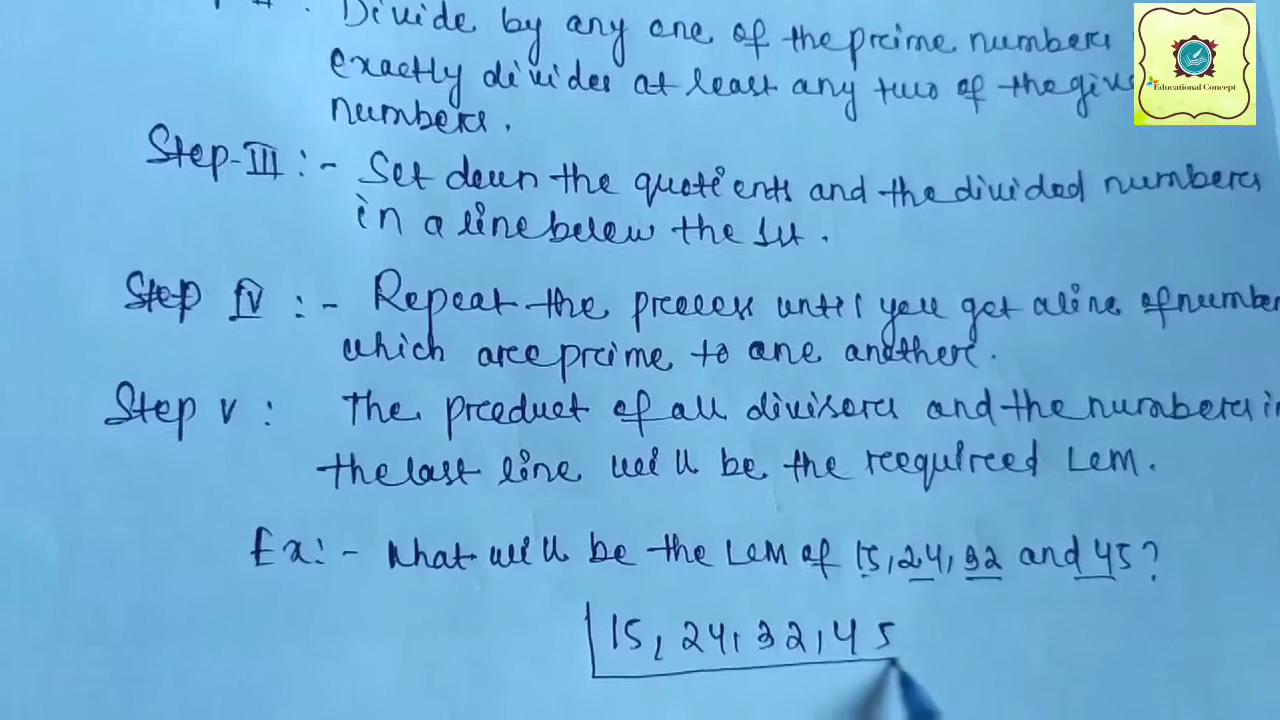 Divide by any one of the prime numbers
exactly divides at least any two of the give
numbers.
Step-III :- Set down the quotients and the divided numbers
in a line below the 1st.
Step IV :- Repeat the process until you get a line of number
which are prime to one another.
Step V : The product of all divisors and the numbers in
the last line will be the required LCM.
Ex:- What will be the LCM of 15, 24, 32 and 45?
15, 24, 32, 45
Educational Concept